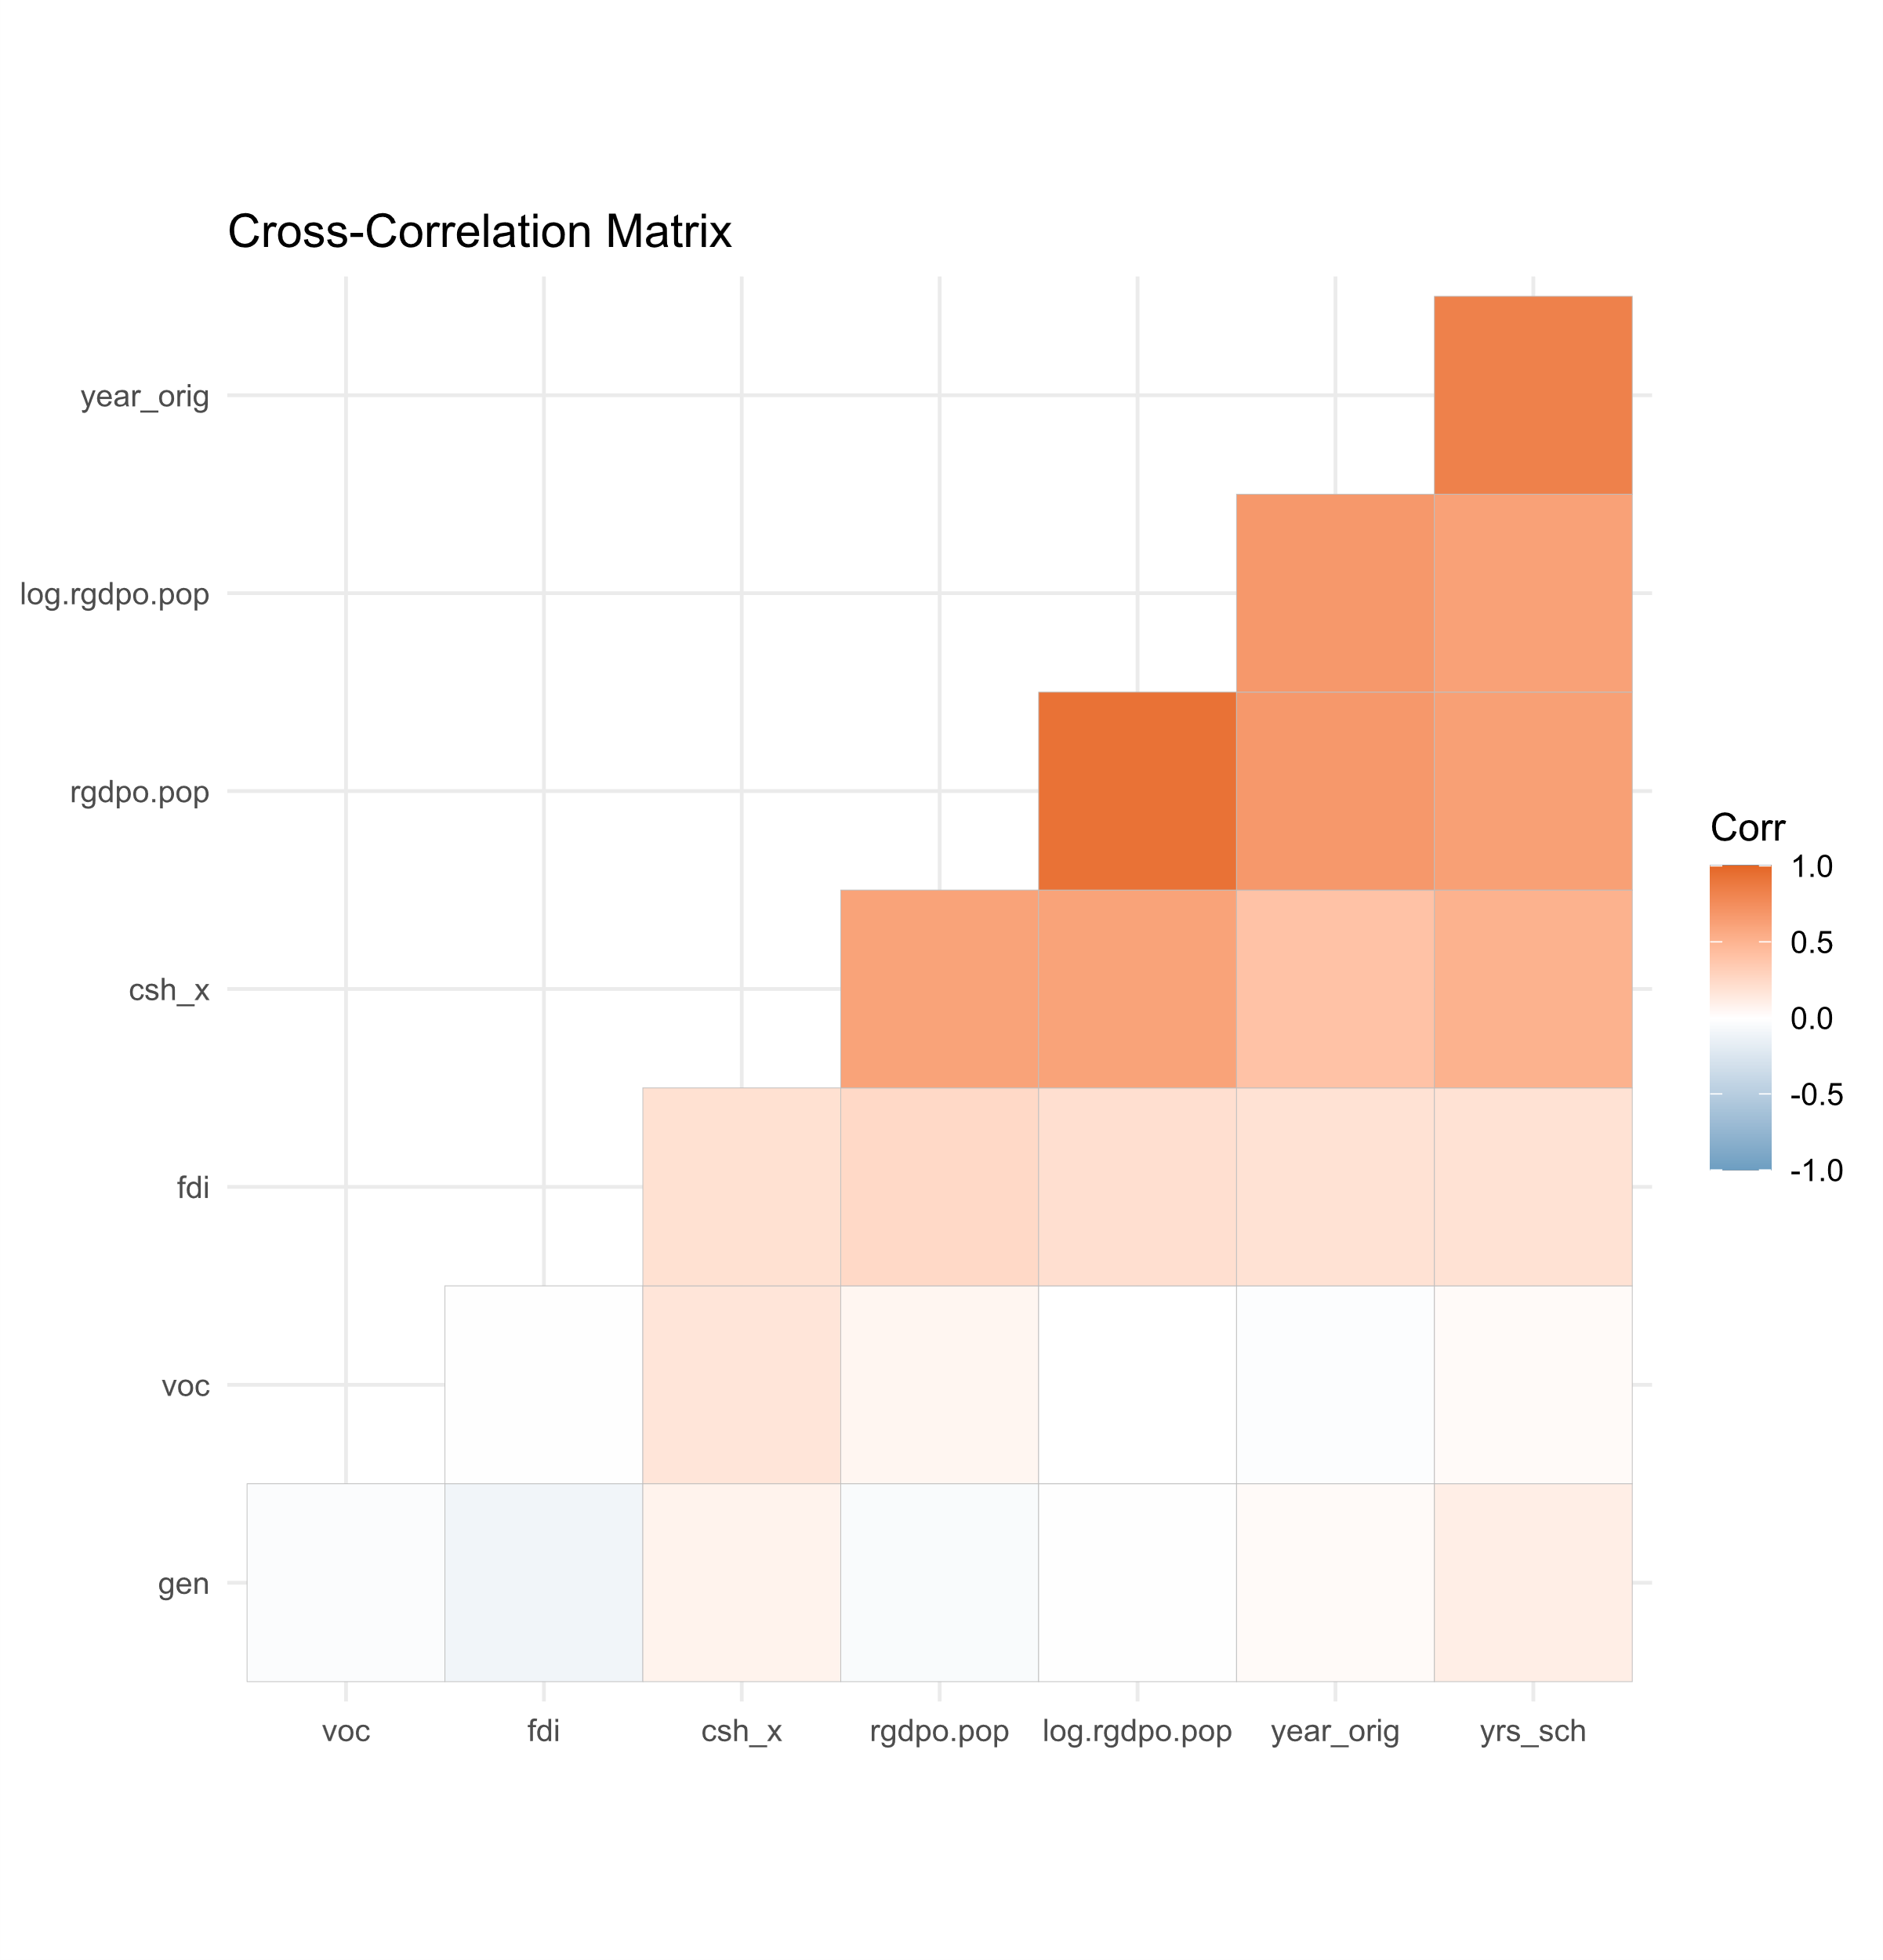 Cross-Correlation Matrix
year_orig
log.rgdpo.pop
rgdpo.pop
csh_x
fdi
voc
gen
voc fdi csh_x rgdpo.pop log.rgdpo.pop year_orig yrs_sch
Corr
1.0
0.5
0.0
-0.5
-1.0